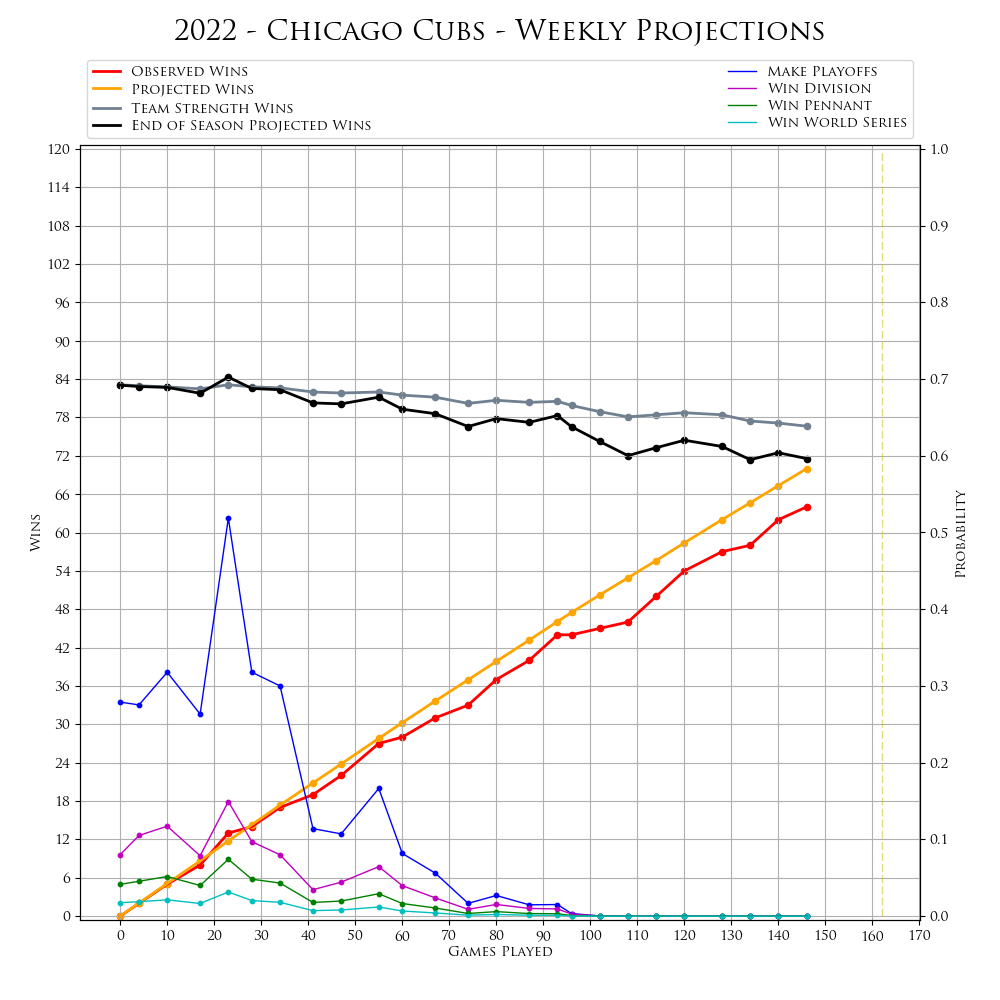 2022 - Chicago Cubs - Weekly Projections
Observed Wins
Projected Wins
Team Strength Wins
End of Season Projected Wins
Make Playoffs
Win Division
Win Pennant
Win World Series
120
114
108
102
96
90
84
78
72
66
60
54
48
42
36
30
24
18
12
6
0
Wins
1.0
0.9
0.8
0.7
0.6
0.5
0.4
0.3
0.2
0.1
0.0
Probability
0 10 20 30 40 50 60 70 80 90 100 110 120 130 140 150 160 170
Games Played